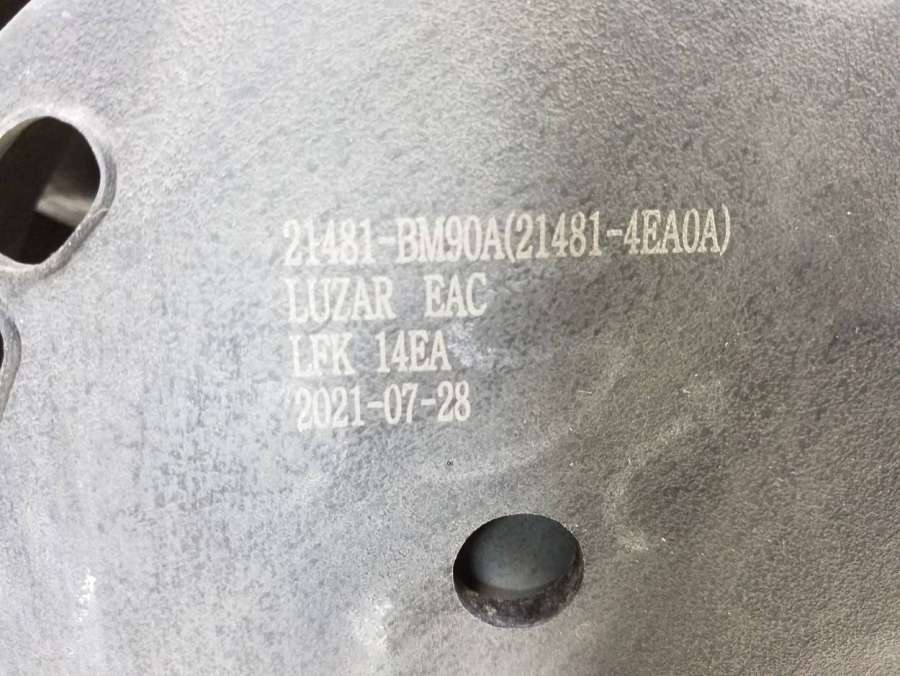 21481-BM90A(21481-4EA0A)
LUZAR EAC
LFK 14EA
2021-07-28